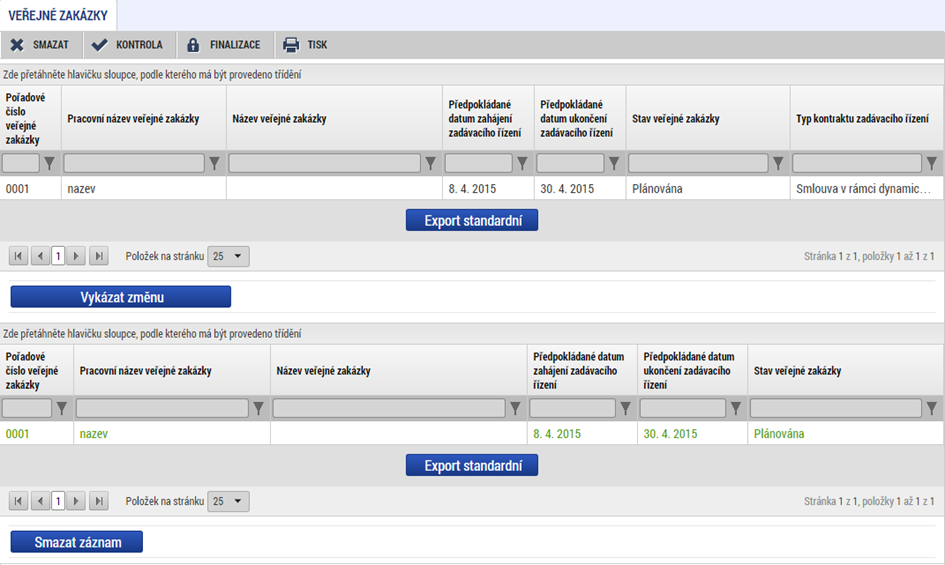 VEŘEJNÉ ZAKÁZKY
SMAZAT KONTROLA FINALIZACE TISK
Zde přetáhněte hlavičku sloupce, podle kterého má být provedeno třídění
Pořadové číslo veřejné zakázky Pracovní název veřejné zakázky Název veřejné zakázky Předpokládané datum zahájení zadávacího řízení Předpokládané datum ukončení zadávacího řízení Stav veřejné zakázky Typ kontraktu zadávacího řízení
0001 nazev 8. 4. 2015 30. 4. 2015 Plánována Smlouva v rámci dynamic...
Export standardní
1 Položek na stránku 25 Stránka 1 z 1, položky 1 až 1 z 1
Vykázat změnu
Zde přetáhněte hlavičku sloupce, podle kterého má být provedeno třídění
Pořadové číslo veřejné zakázky Pracovní název veřejné zakázky Název veřejné zakázky Předpokládané datum zahájení zadávacího řízení Předpokládané datum ukončení zadávacího řízení Stav veřejné zakázky
0001 nazev 8. 4. 2015 30. 4. 2015 Plánována
Export standardní
1 Položek na stránku 25 Stránka 1 z 1, položky 1 až 1 z 1
Smazat záznam